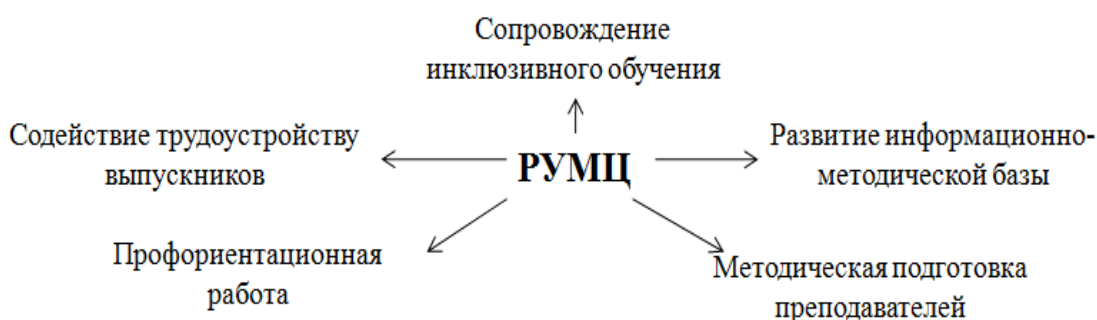 Сопровождение
инклюзивного обучения
Содействие трудоустройству
выпускников
РУМЦ
Развитие информационно-
методической базы
Профориентационная
работа
Методическая подготовка
преподавателей